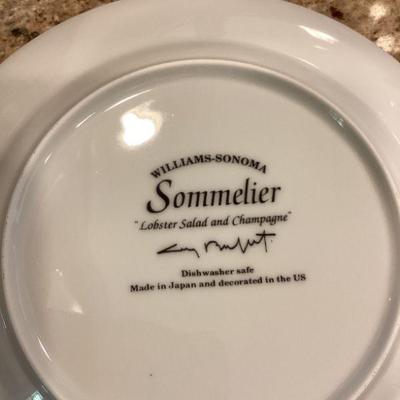 WILLIAMS-SONOMA
Sommelier
"Lobster Salad and Champagne"
Dishwasher safe
Made in Japan and decorated in the US